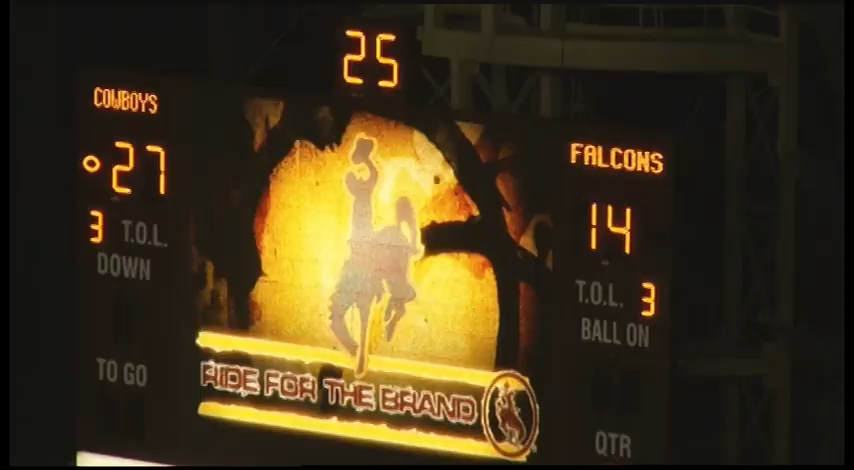 25
COWBOYS
27
3 T.O.L.
DOWN
TO GO
RIDE FOR THE BRAND
FALCONS
14
T.O.L. 3
BALL ON
QTR